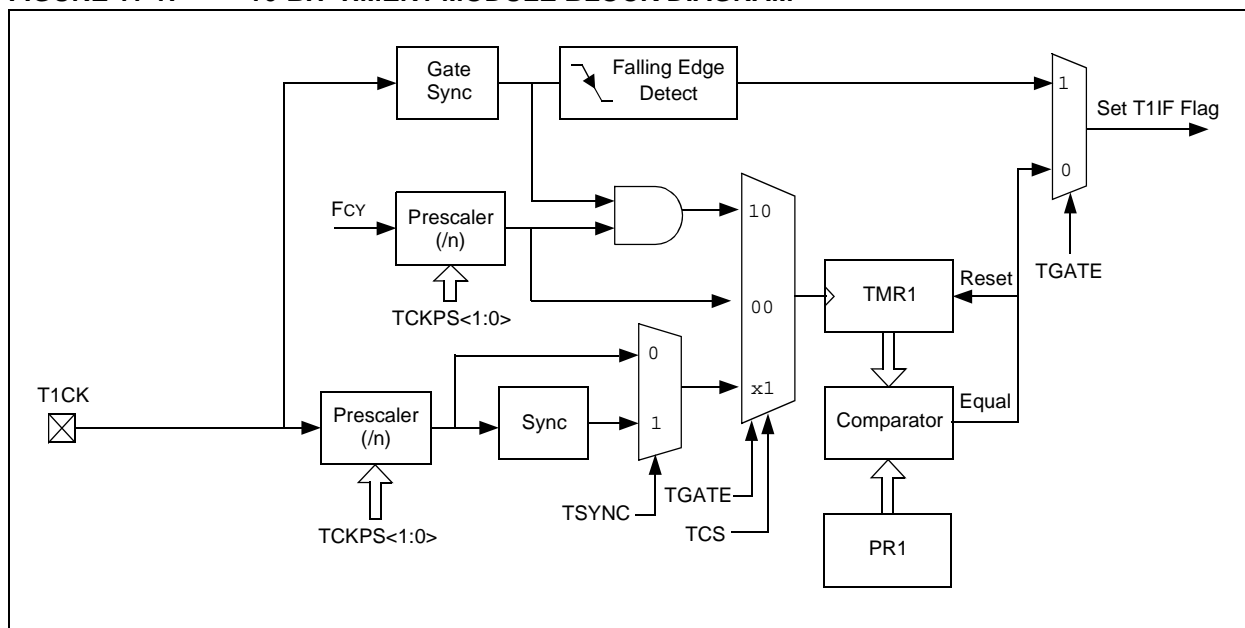 Gate
Sync
Falling Edge
Detect
1
Set T1IF Flag
0
FCY
Prescaler
(/n)
10
TGATE
TMR1
Reset
TCKPS<1:0>
00
0
T1CK
Prescaler
(/n)
Sync
1
x1
Comparator
Equal
TSYNC
TGATE
TCS
TCKPS<1:0>
PR1